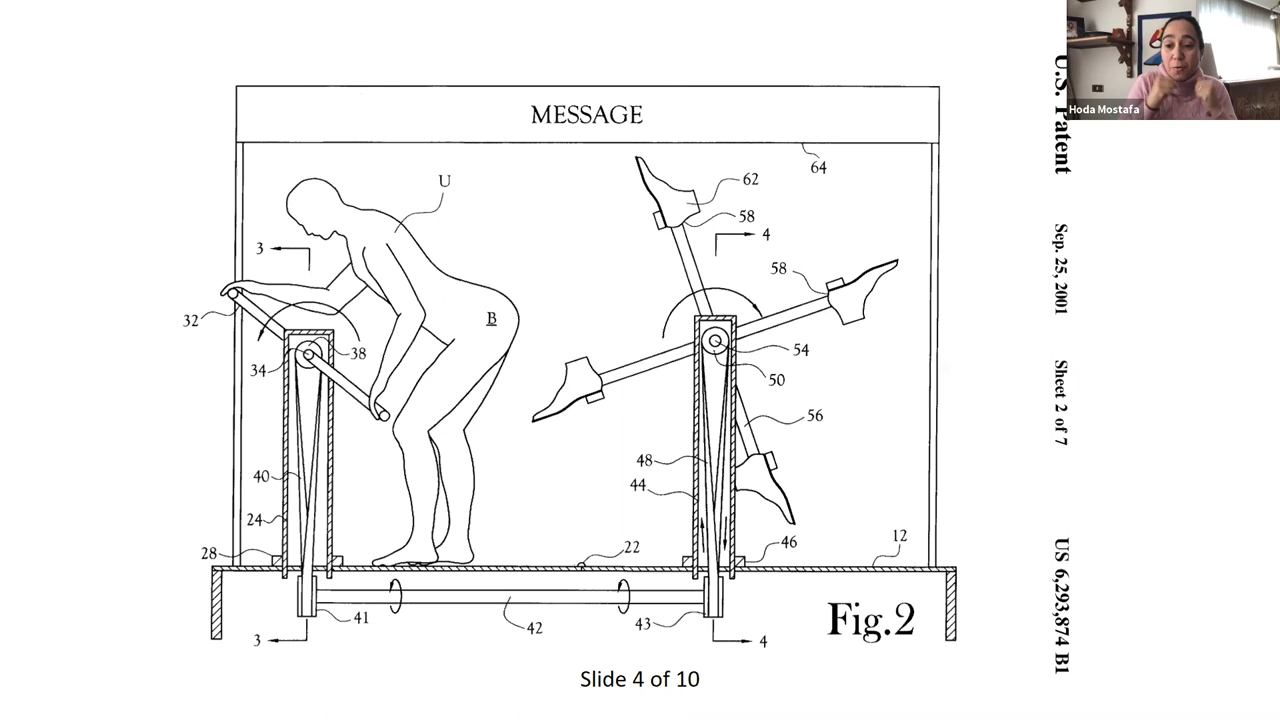 MESSAGE
64
U
62
58
3
4
58
B
32
38
34
54
50
56
40
48
44
24
28
22
46
12
41
42
43
3
4
Fig.2
Slide 4 of 10
U.S. Patent
Sep. 25, 2001
Sheet 2 of 7
US 6,293,874 B1
Hoda Mostafa